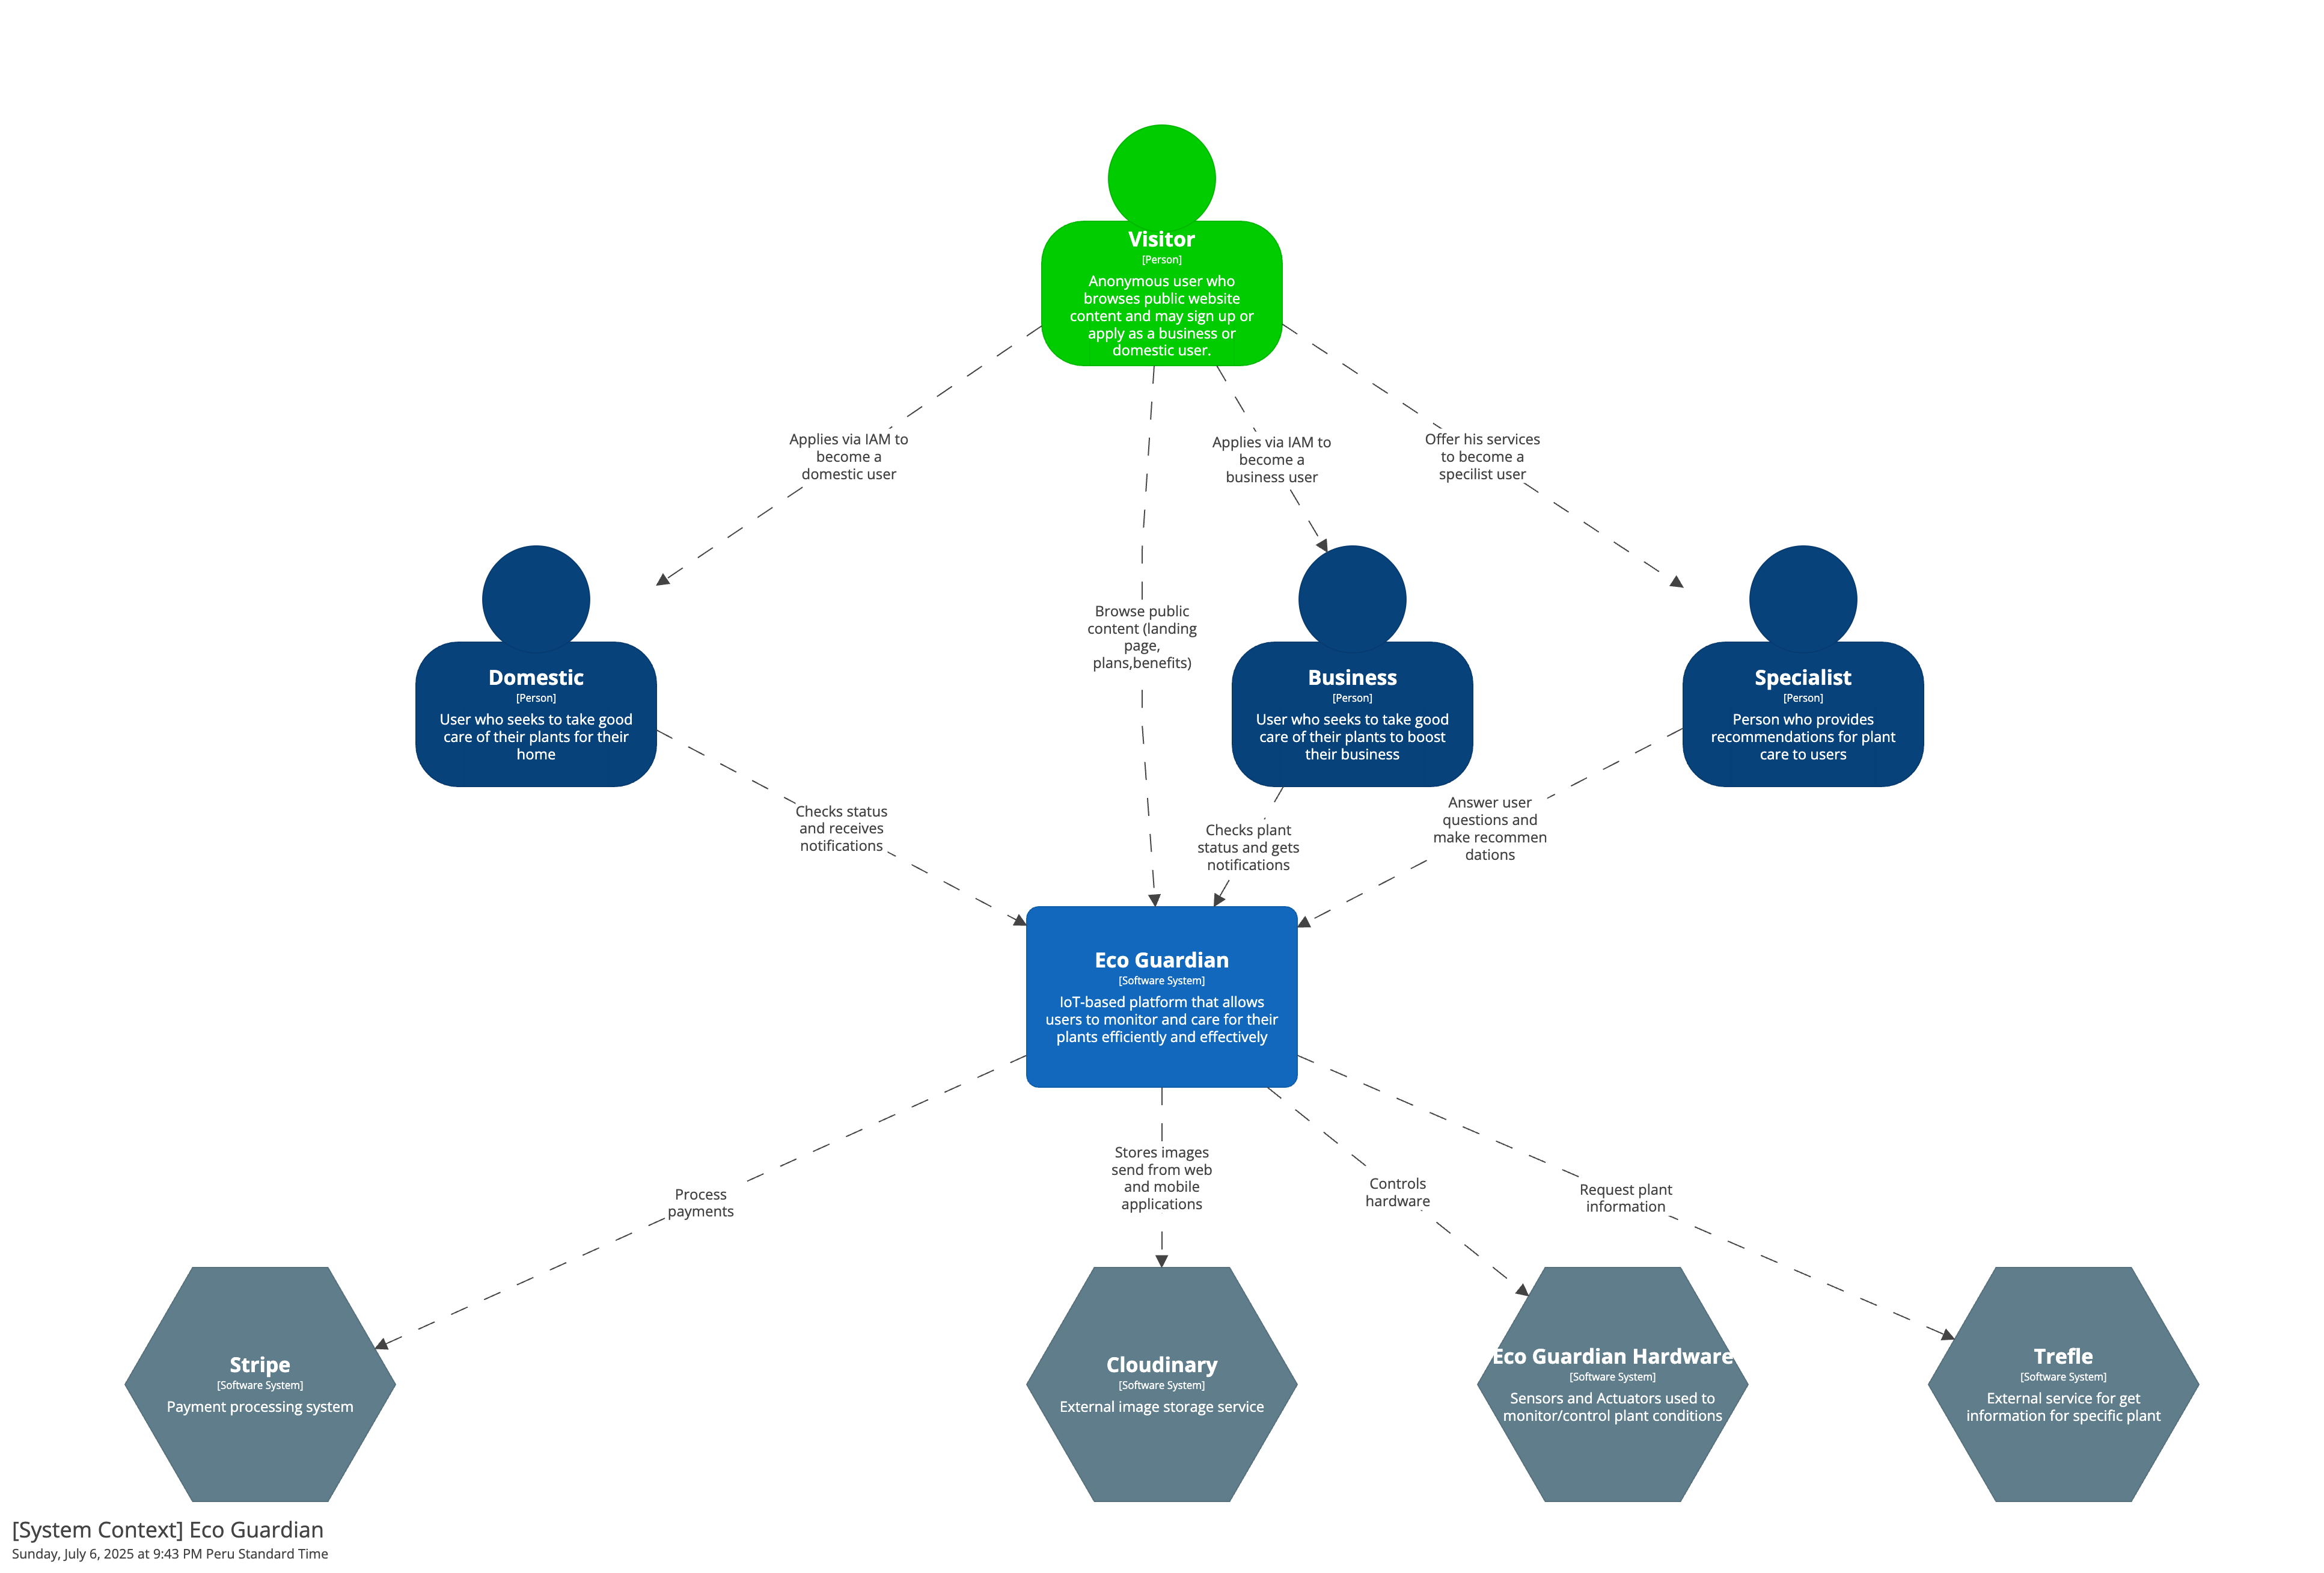 Visitor
[Person]
Anonymous user who
browses public website
content and may sign up or
apply as a business or
domestic user.
Applies via IAM to
become a
domestic user
Applies via IAM to
become a
business user
Offer his services
to become a
specilist user
Browse public
content (landing
page,
plans,benefits)
Domestic
[Person]
User who seeks to take good
care of their plants for their
home
Business
[Person]
User who seeks to take good
care of their plants to boost
their business
Specialist
[Person]
Person who provides
recommendations for plant
care to users
Checks status
and receives
notifications
Checks plant
status and gets
notifications
Answer user
questions and
make recommen
dations
Eco Guardian
[Software System]
IoT-based platform that allows
users to monitor and care for their
plants efficiently and effectively
Process
payments
Stores images
send from web
and mobile
applications
Controls
hardware
Request plant
information
Stripe
[Software System]
Payment processing system
Cloudinary
[Software System]
External image storage service
Eco Guardian Hardware
[Software System]
Sensors and Actuators used to
monitor/control plant conditions
Trefle
[Software System]
External service for get
information for specific plant
[System Context] Eco Guardian
Sunday, July 6, 2025 at 9:43 PM Peru Standard Time